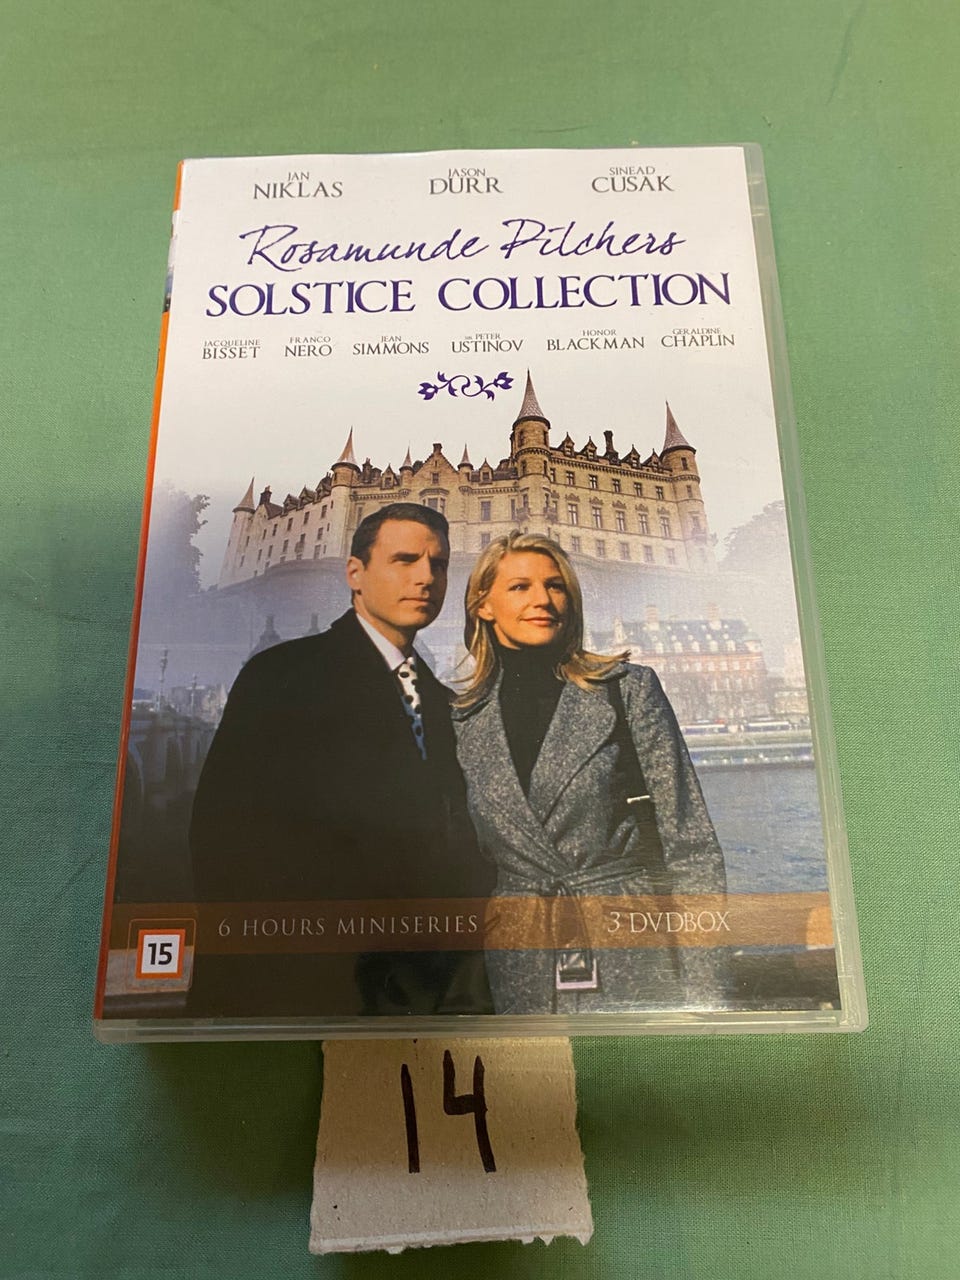 JAN JASON SINEAD
NIKLAS DURR CUSAK
Rosamunde Pilchers
SOLSTICE COLLECTION
JACQUELINE FRANCO JEAN SIR PETER HONOR GERALDINE
BISSET NERO SIMMONS USTINOV BLACKMAN CHAPLIN
6 HOURS MINISERIES 3 DVDBOX
15
14